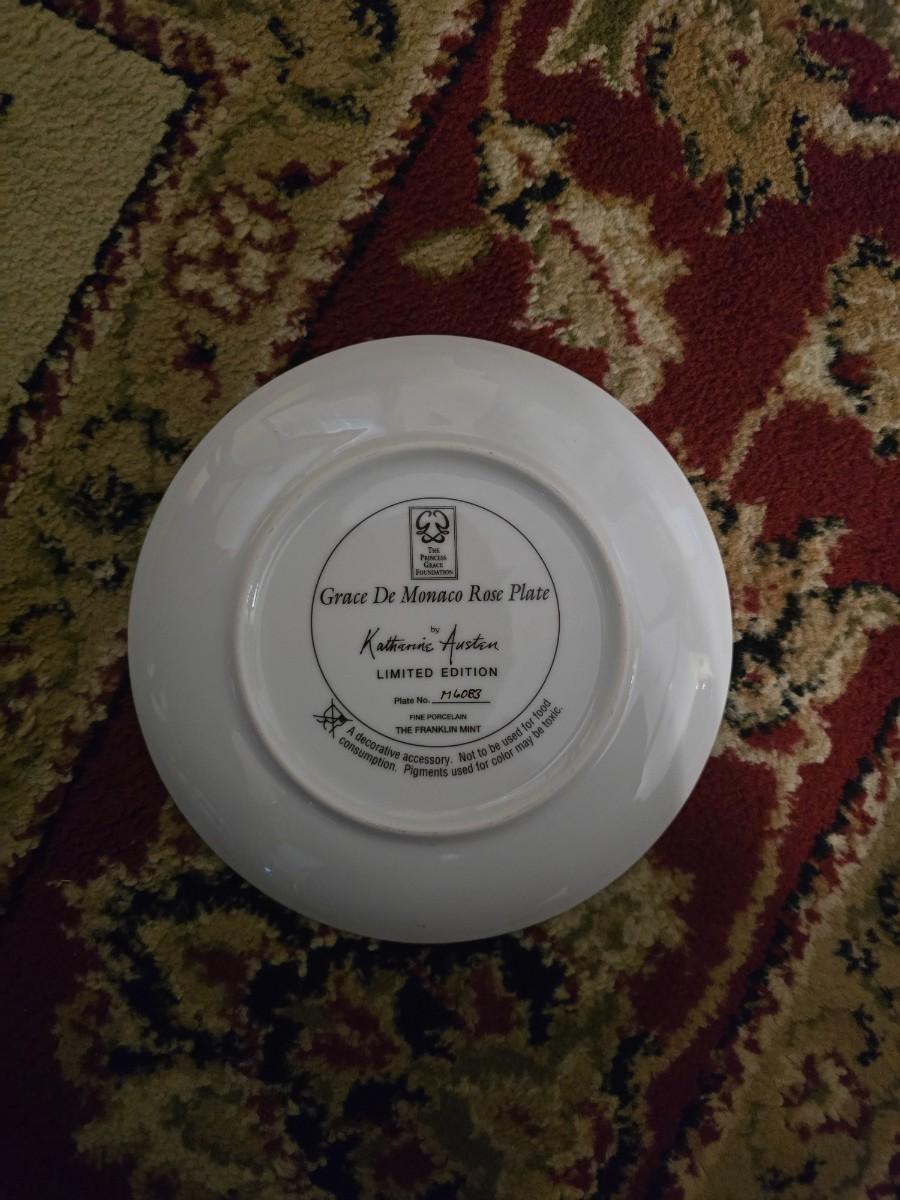 THE
PRINCESS
GRACE
FOUNDATION
Grace De Monaco Rose Plate
by
Katharine Austen
LIMITED EDITION
Plate No. M6083
FINE PORCELAIN
THE FRANKLIN MINT
A decorative accessory. Not to be used for food
consumption. Pigments used for color may be toxic.